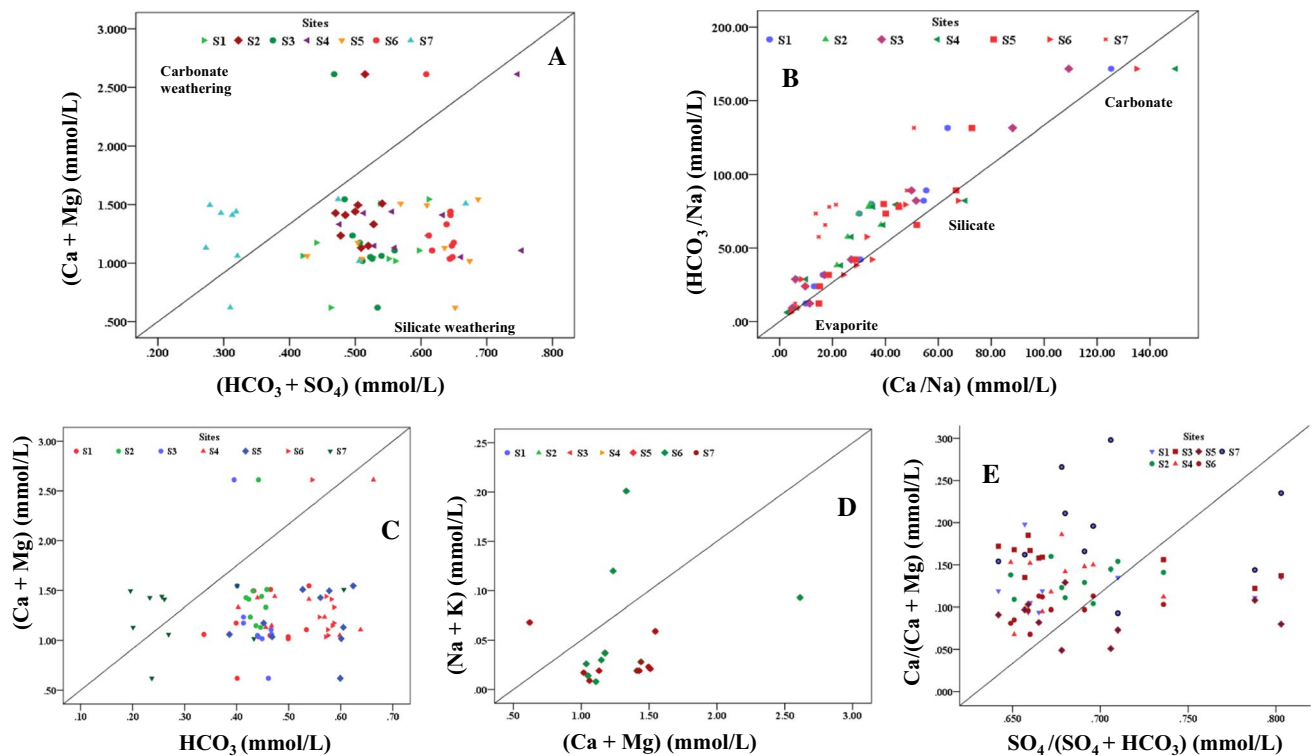 Sites
S1 S2 S3 S4 S5 S6 S7
A
Carbonate
weathering
Silicate weathering
3.000
2.500
2.000
1.500
1.000
.500
.200 .300 .400 .500 .600 .700 .800
(Ca + Mg) (mmol/L)
(HCO3 + SO4) (mmol/L)
Sites
S1 S2 S3 S4 S5 S6 S7
B
Carbonate
Silicate
Evaporite
200.00
150.00
100.00
50.00
.00
.00 20.00 40.00 60.00 80.00 100.00 120.00 140.00
(HCO3/Na) (mmol/L)
(Ca/Na) (mmol/L)
Sites
S1 S2 S3 S4 S5 S6 S7
C
3.00
2.50
2.00
1.50
1.00
.50
.10 .20 .30 .40 .50 .60 .70
((Ca + Mg) (mmol/L)
HCO3 (mmol/L)
Sites
S1 S2 S3 S4 S5 S6 S7
D
.25
.20
.15
.10
.05
.00
.50 1.00 1.50 2.00 2.50 3.00
(Na + K) (mmol/L)
(Ca + Mg) (mmol/L)
Sites
S1 S3 S5 S7
S2 S4 S6
E
.300
.250
.200
.150
.100
.050
.000
.650 .700 .750 .800
Ca/(Ca + Mg) (mmol/L)
SO4/(SO4 + HCO3) (mmol/L)